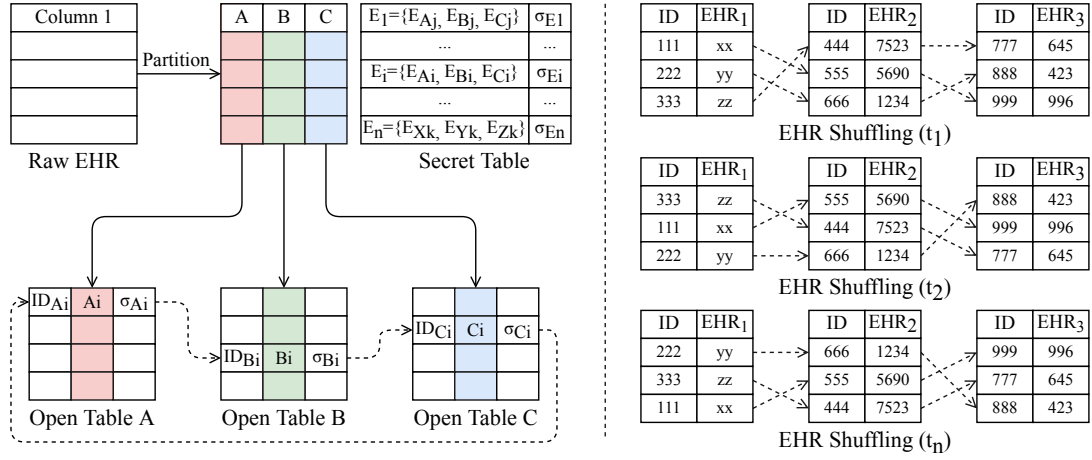 Column 1
Partition
Raw EHR
A B C
E1={EAj, EBj, ECj} σE1
... ...
Ei={EAi, EBi, ECi} σEi
... ...
En={EXk, EYk, EZk} σEn
Secret Table
IDAi Ai σAi
Open Table A
IDBi Bi σBi
Open Table B
IDCi Ci σCi
Open Table C
ID EHR1 ID EHR2 ID EHR3
111 xx 444 7523 777 645
222 yy 555 5690 888 423
333 zz 666 1234 999 996
EHR Shuffling (t1)
ID EHR1 ID EHR2 ID EHR3
333 zz 555 5690 888 423
111 xx 444 7523 999 996
222 yy 666 1234 777 645
EHR Shuffling (t2)
ID EHR1 ID EHR2 ID EHR3
222 yy 666 1234 999 996
333 zz 555 5690 777 645
111 xx 444 7523 888 423
EHR Shuffling (tn)